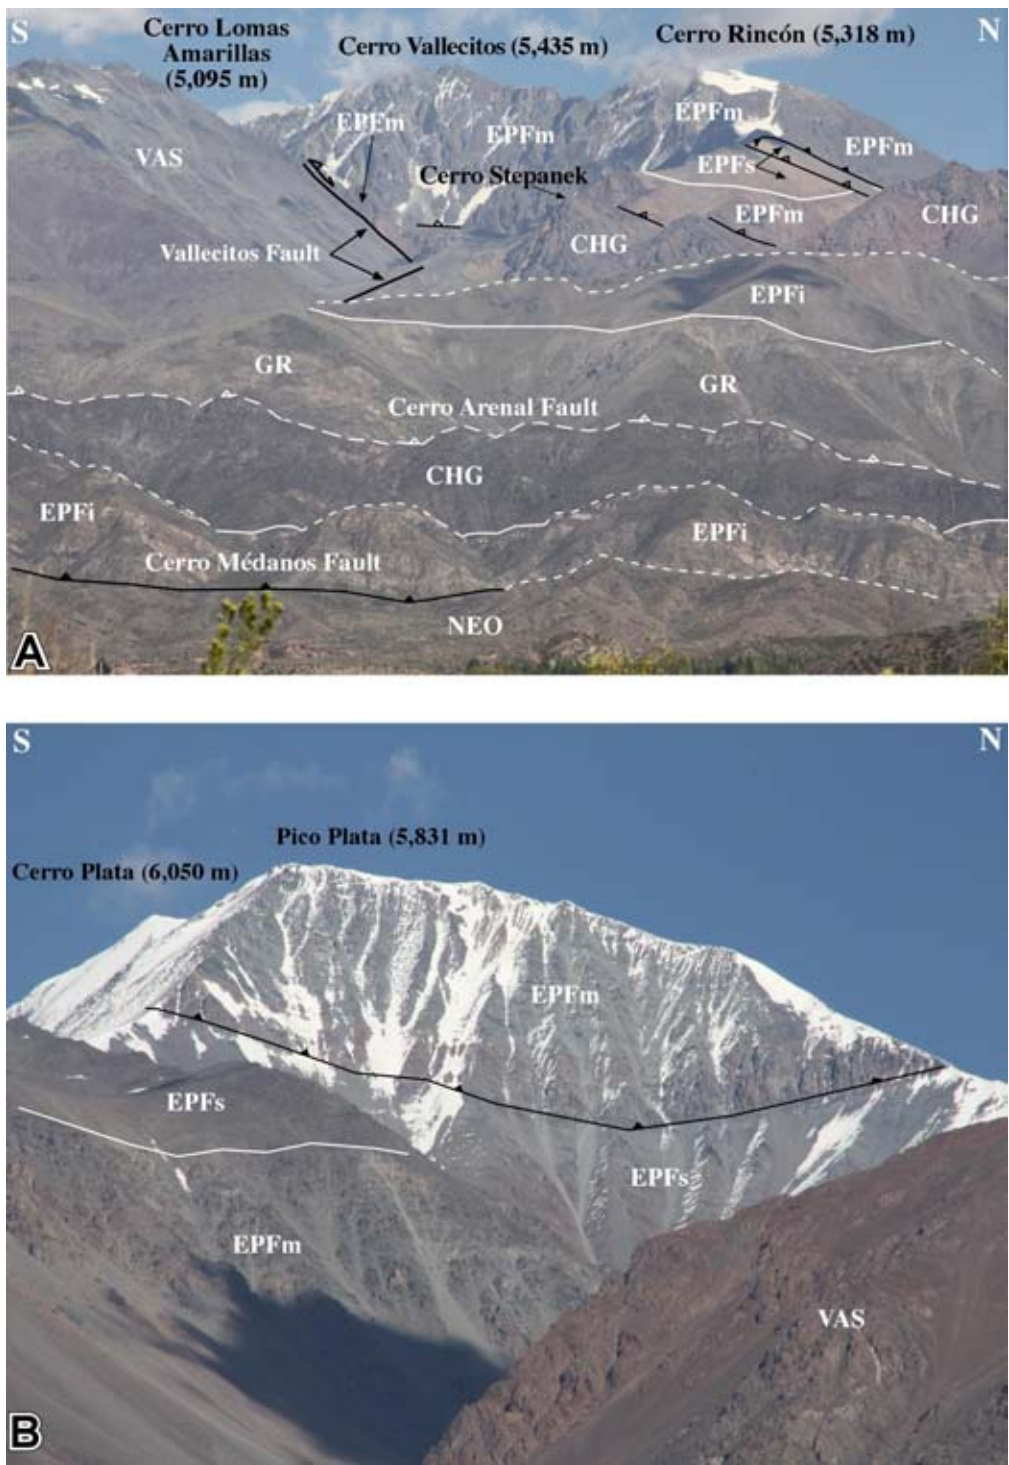 S
N
Cerro Lomas
Amarillas
(5,095 m)
Cerro Vallecitos (5,435 m)
Cerro Rincón (5,318 m)
EPFm
EPFm
EPFm
EPFm
VAS
EPFs
Cerro Stepanek
EPFm
CHG
CHG
Vallecitos Fault
EPFi
GR
GR
Cerro Arenal Fault
CHG
EPFi
EPFi
Cerro Médanos Fault
NEO
A
S
N
Pico Plata (5,831 m)
Cerro Plata (6,050 m)
EPFm
EPFs
EPFs
EPFm
VAS
B